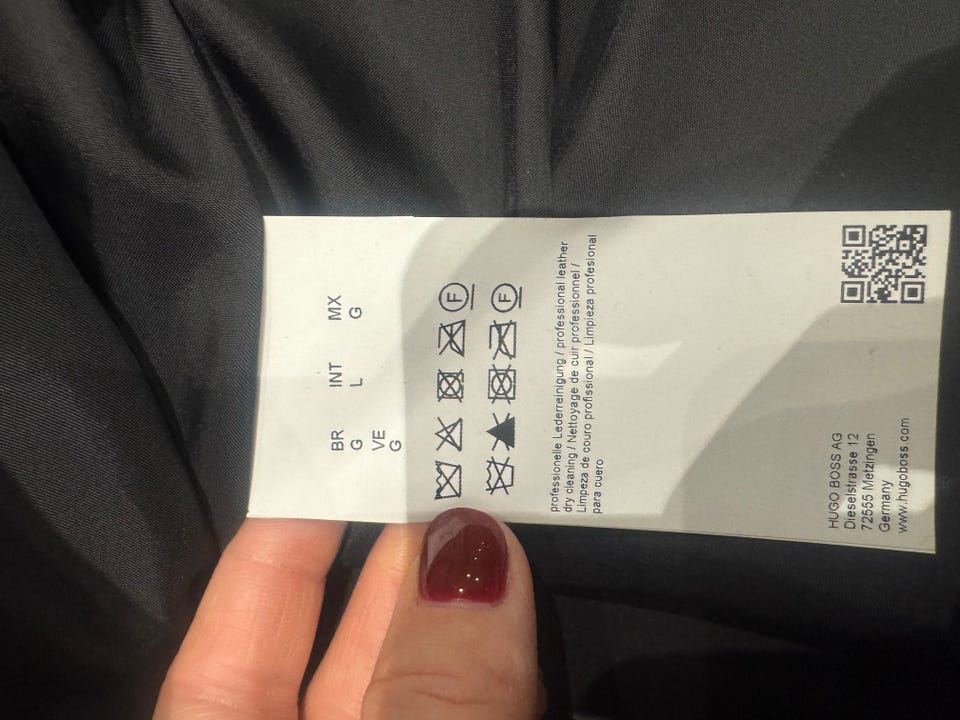 BR INT MX
G L G
VE
G
F
F
professionelle Lederreinigung / professional leather
dry cleaning / Nettoyage de cuir professionnel /
Limpeza de couro profissional / Limpieza profesional
para cuero
HUGO BOSS AG
Dieselstrasse 12
72555 Metzingen
Germany
www.hugoboss.com